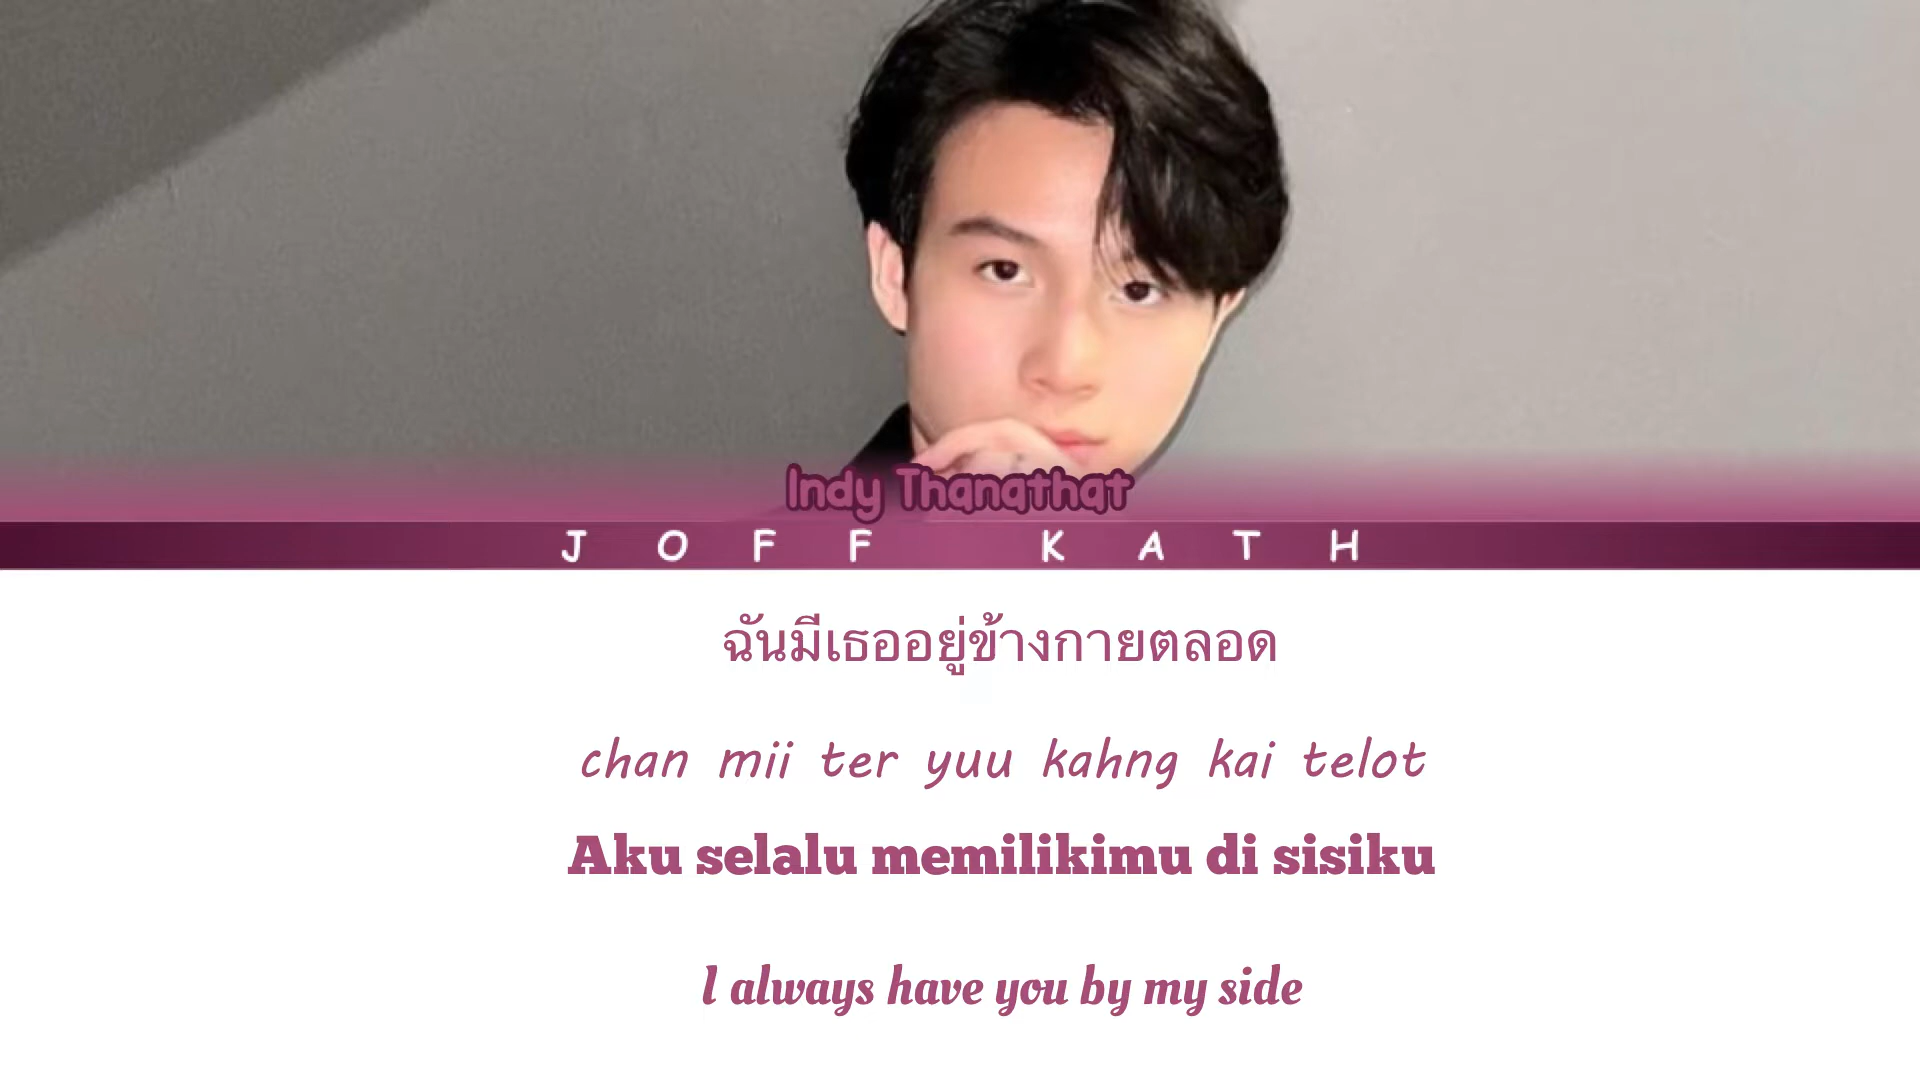 Indy Thanathat
JOFF KATH
ฉันมีเธออยู่ข้างกายตลอด
chan mii ter yuu kahng kai telot
Aku selalu memilikimu di sisiku
I always have you by my side